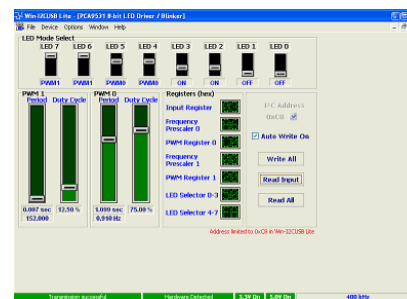 Win-I2CUSB Lite - [PCA9531 8-bit LED Driver / Blinker]
File Device Options Window Help
LED Mode Select
LED 7 LED 6 LED 5 LED 4 LED 3 LED 2 LED 1 LED 0
PWM1 PWM1 PWM1 PWM0 ON ON OFF OFF
PWM 1
Period Duty Cycle
0.007 sec 12.50 %
152.000
PWM 0
Period Duty Cycle
1.099 sec 75.00 %
0.910 Hz
Registers (hex)
Input Register
Frequency Prescaler 0
PWM Register 0
Frequency Prescaler 1
PWM Register 1
LED Selector 0-3
LED Selector 4-7
I²C Address
0xC0
Auto Write On
Write All
Read Input
Read All
Address limited to 0xC0 in Win-I2CUSB Lite
Transmission successful Hardware Detected 3.3V On 5.0V On 400 kHz